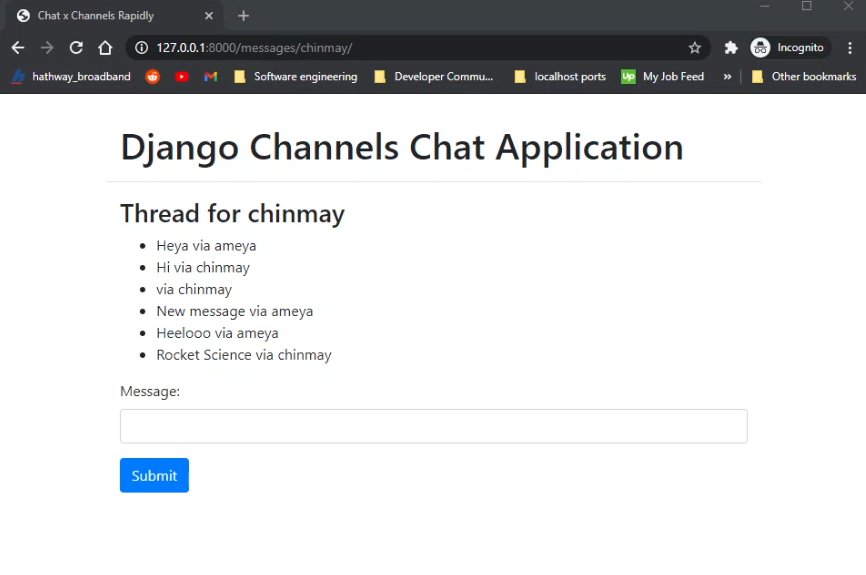 Chat x Channels Rapidly
127.0.0.1:8000/messages/chinmay/
Incognito
hathway_broadband
Software engineering
Developer Commu...
localhost ports
Up
My Job Feed
»
Other bookmarks
Django Channels Chat Application
Thread for chinmay
• Heya via ameya
• Hi via chinmay
• via chinmay
• New message via ameya
• Heelooo via ameya
• Rocket Science via chinmay
Message:
Submit